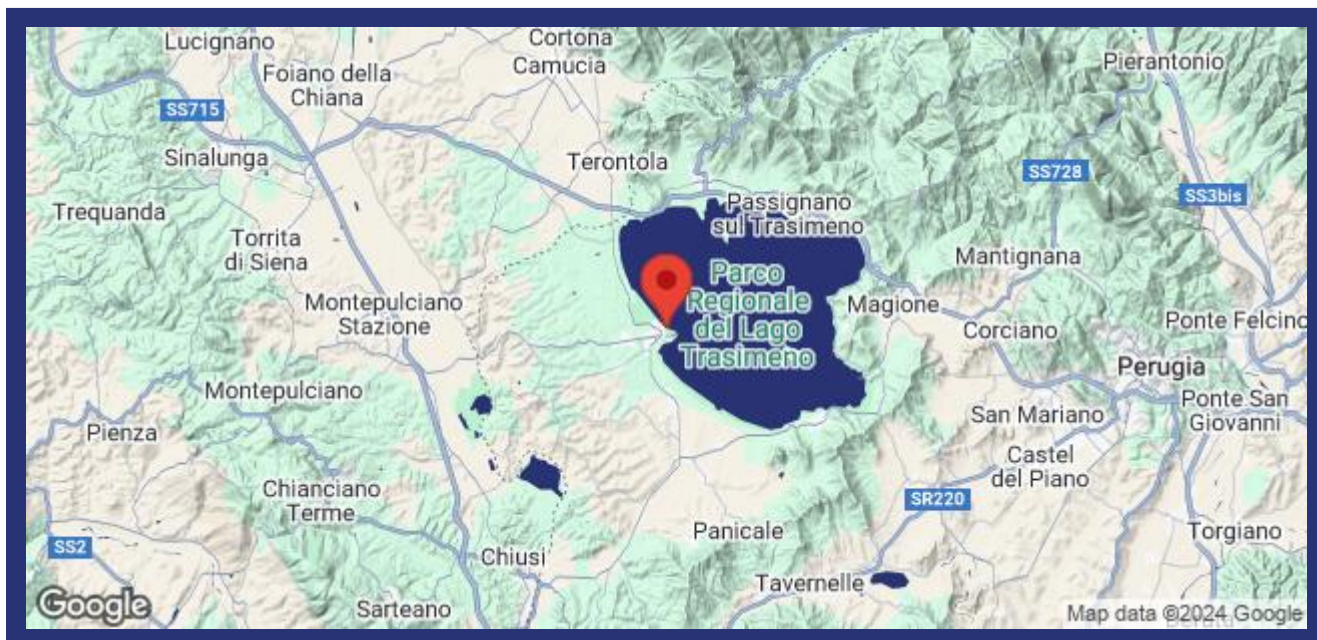 Lucignano
Cortona
Camucia
Pierantonio
Foiano della
Chiana
SS715
Sinalunga
Terontola
SS728
SS3bis
Trequanda
Passignano
sul Trasimeno
Torrita
di Siena
Mantignana
Parco
Regionale
del Lago
Trasimeno
Montepulciano
Stazione
Magione
Corciano
Ponte Felcino
Perugia
Montepulciano
Ponte San
Giovanni
San Mariano
Pienza
Castel
del Piano
Chianciano
Terme
SR220
Panicale
Torgiano
SS2
Chiusi
Tavernelle
Sarteano
Google
Map data ©2024 Google